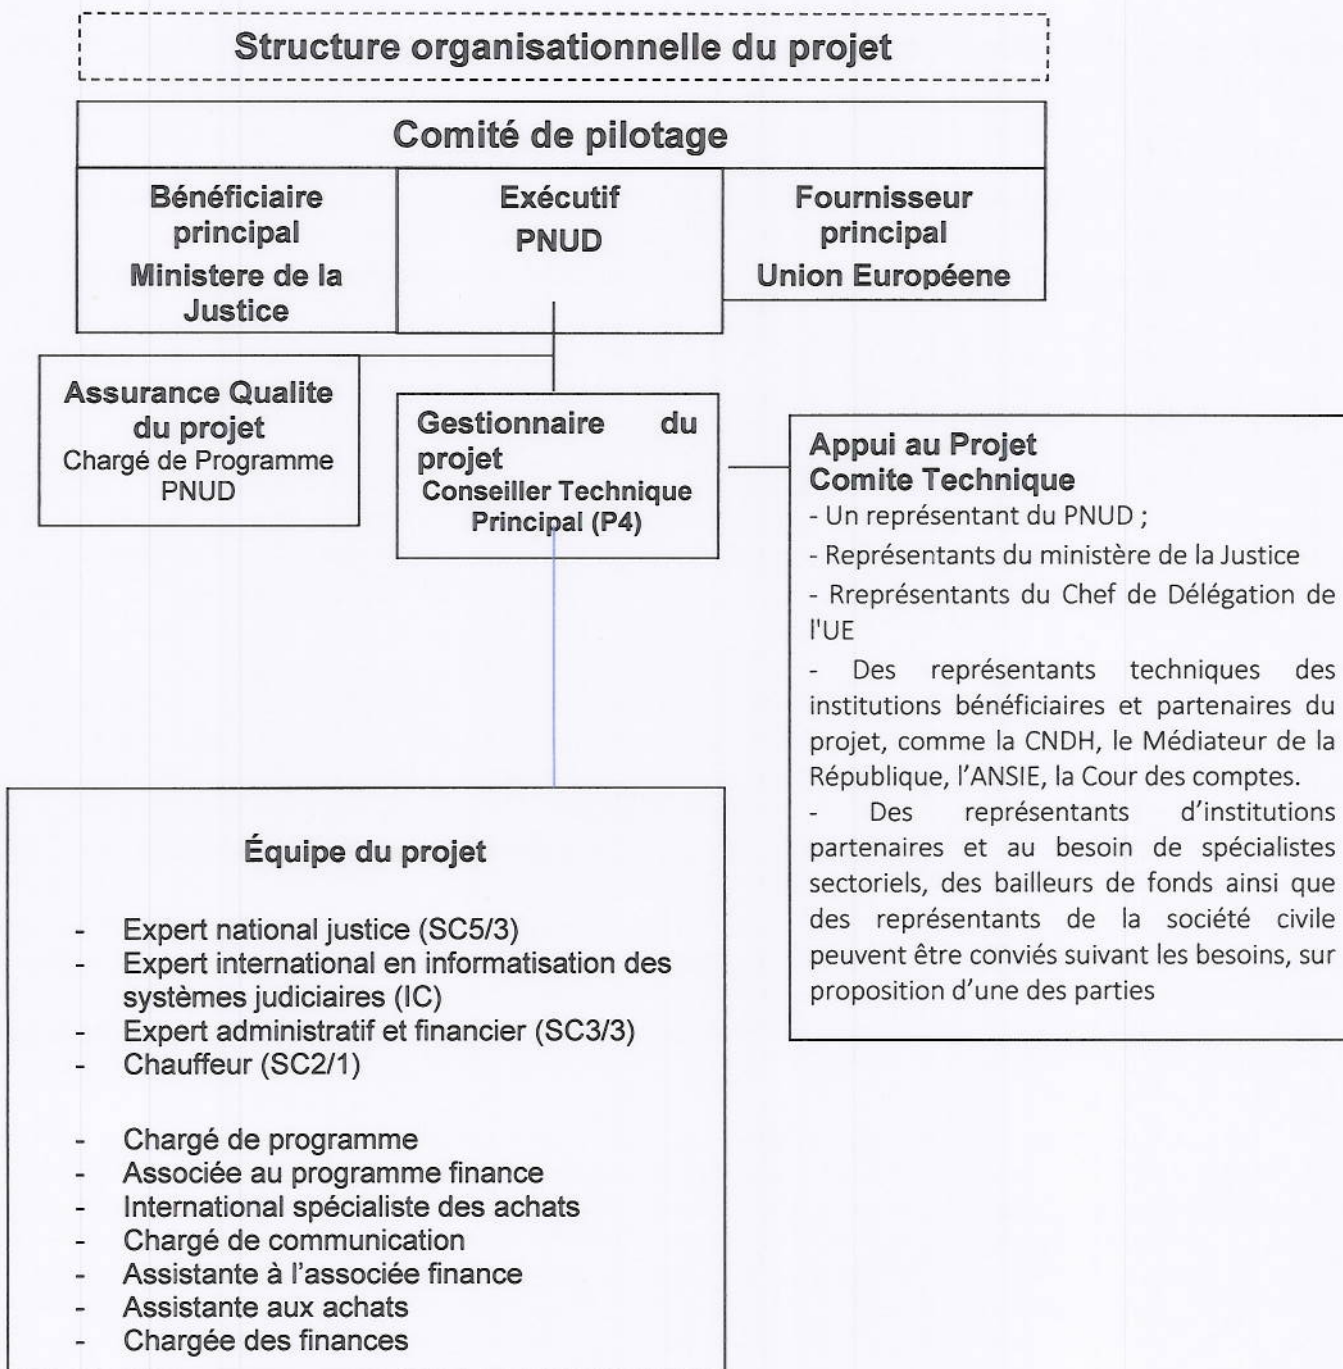 Structure organisationnelle du projet
Comité de pilotage
Bénéficiaire
principal
Ministere de la
Justice
Exécutif
PNUD
Fournisseur
principal
Union Européene
Assurance Qualite
du projet
Chargé de Programme
PNUD
Gestionnaire du
projet
Conseiller Technique
Principal (P4)
Appui au Projet
Comite Technique
- Un représentant du PNUD ;
- Représentants du ministère de la Justice
- Rreprésentants du Chef de Délégation de
l'UE
- Des représentants techniques des
institutions bénéficiaires et partenaires du
projet, comme la CNDH, le Médiateur de la
République, l’ANSIE, la Cour des comptes.
- Des représentants d’institutions
partenaires et au besoin de spécialistes
sectoriels, des bailleurs de fonds ainsi que
des représentants de la société civile
peuvent être conviés suivant les besoins, sur
proposition d’une des parties
Équipe du projet
- Expert national justice (SC5/3)
- Expert international en informatisation des
systèmes judiciaires (IC)
- Expert administratif et financier (SC3/3)
- Chauffeur (SC2/1)
- Chargé de programme
- Associée au programme finance
- International spécialiste des achats
- Chargé de communication
- Assistante à l’associée finance
- Assistante aux achats
- Chargée des finances